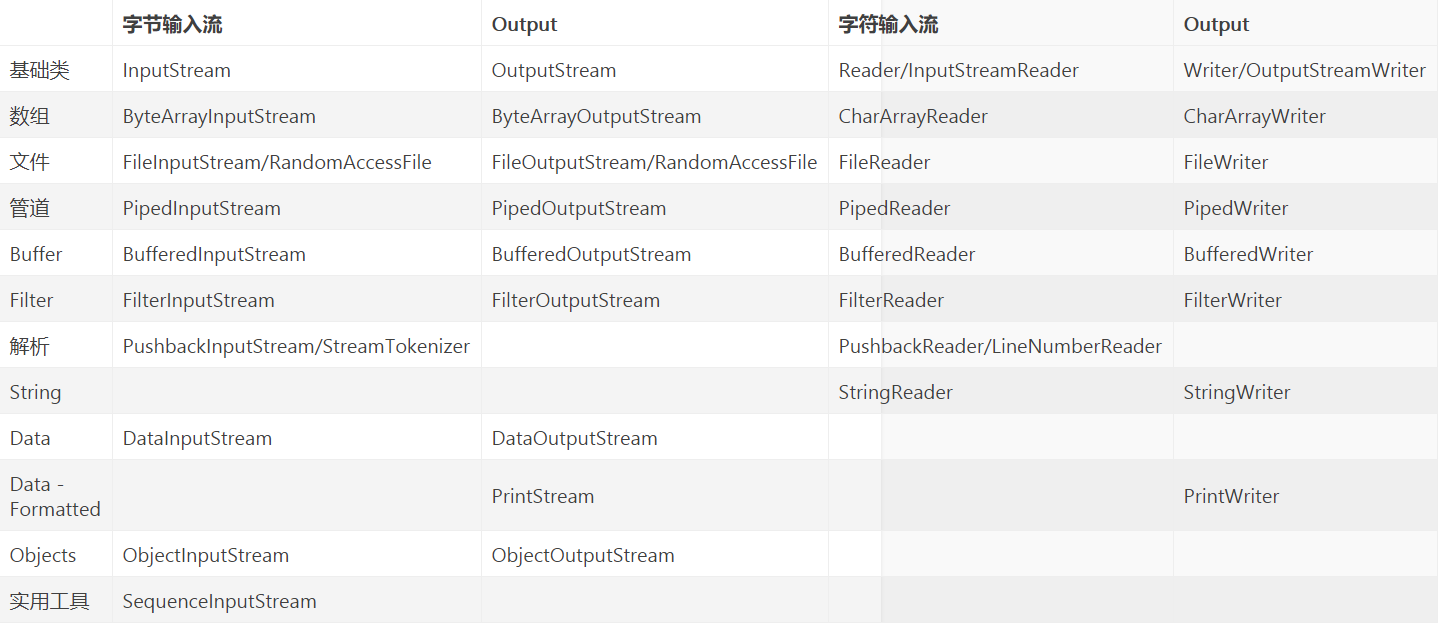 字节输入流 Output 字符输入流 Output
基础类 InputStream OutputStream Reader/InputStreamReader Writer/OutputStreamWriter
数组 ByteArrayInputStream ByteArrayOutputStream CharArrayReader CharArrayWriter
文件 FileInputStream/RandomAccessFile FileOutputStream/RandomAccessFile FileReader FileWriter
管道 PipedInputStream PipedOutputStream PipedReader PipedWriter
Buffer BufferedInputStream BufferedOutputStream BufferedReader BufferedWriter
Filter FilterInputStream FilterOutputStream FilterReader FilterWriter
解析 PushbackInputStream/StreamTokenizer PushbackReader/LineNumberReader
String StringReader StringWriter
Data DataInputStream DataOutputStream
Data -
Formatted PrintStream PrintWriter
Objects ObjectInputStream ObjectOutputStream
实用工具 SequenceInputStream